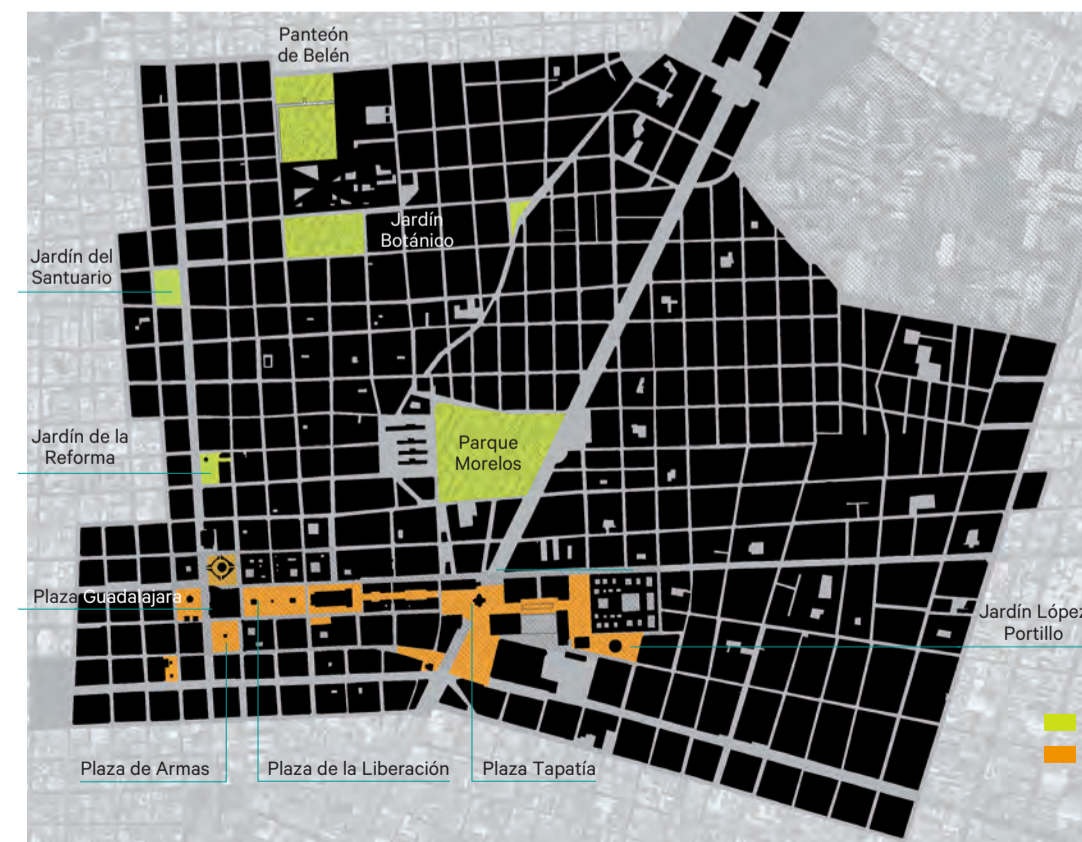 Panteón
de Belén
Jardín
Botánico
Jardín del
Santuario
Jardín de la
Reforma
Parque
Morelos
Plaza Guadalajara
Jardín López
Portillo
Plaza de Armas
Plaza de la Liberación
Plaza Tapatía